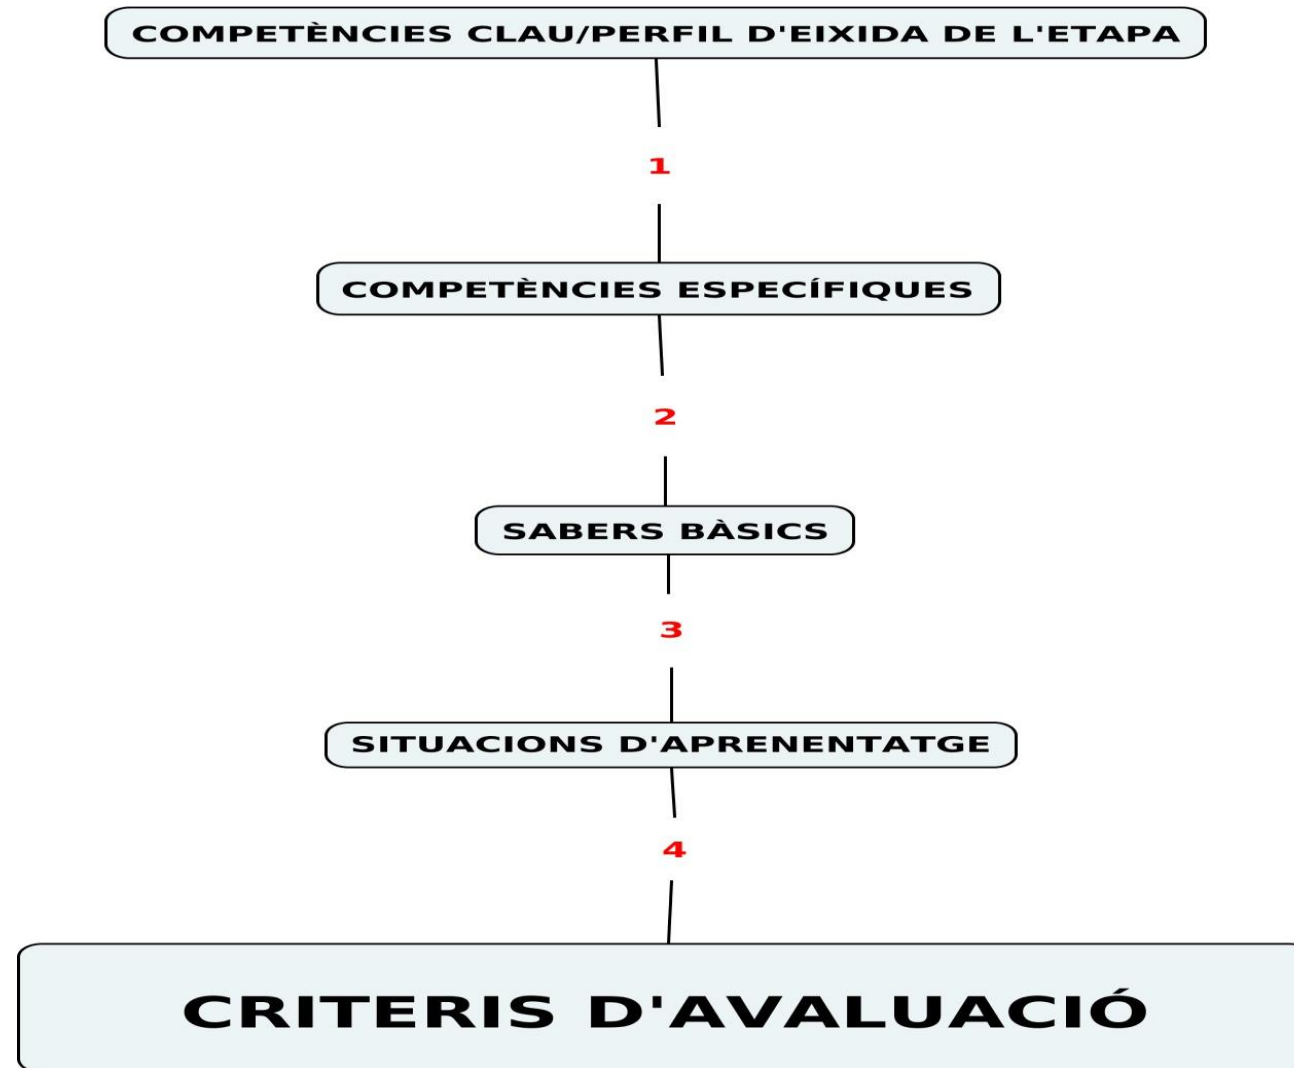 COMPETÈNCIES CLAU/PERFIL D'EIXIDA DE L'ETAPA
1
COMPETÈNCIES ESPECÍFIQUES
2
SABERS BÀSICS
3
SITUACIONS D'APRENENTATGE
4
CRITERIS D'AVALUACIÓ